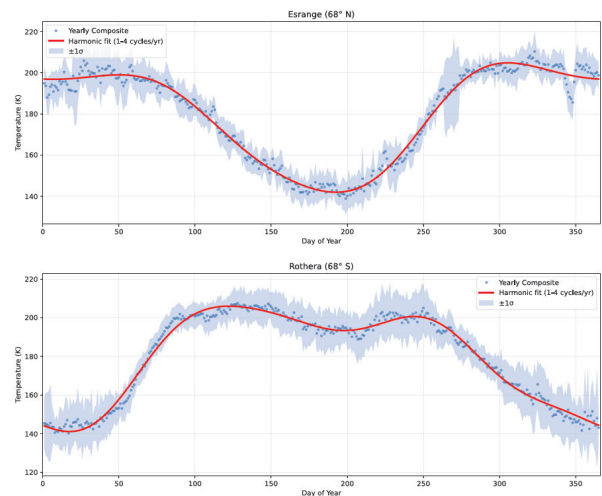 Esrange (68° N)
220
200
180
160
140
Temperature (K)
Yearly Composite
Harmonic fit (1–4 cycles/yr)
±1σ
0 50 100 150 200 250 300 350
Day of Year
Rothera (68° S)
220
200
180
160
140
120
Temperature (K)
Yearly Composite
Harmonic fit (1–4 cycles/yr)
±1σ
0 50 100 150 200 250 300 350
Day of Year